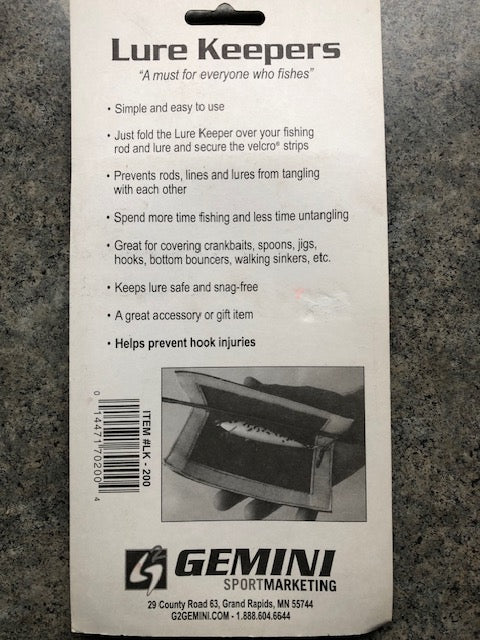 Lure Keepers
"A must for everyone who fishes"
• Simple and easy to use
• Just fold the Lure Keeper over your fishing
rod and lure and secure the velcro® strips
• Prevents rods, lines and lures from tangling
with each other
• Spend more time fishing and less time untangling
• Great for covering crankbaits, spoons, jigs,
hooks, bottom bouncers, walking sinkers, etc.
• Keeps lure safe and snag-free
• A great accessory or gift item
• Helps prevent hook injuries
ITEM #LK - 200
0 14471 70200 4
GEMINI
SPORTMARKETING
29 County Road 63, Grand Rapids, MN 55744
G2GEMINI.COM - 1.888.604.6644